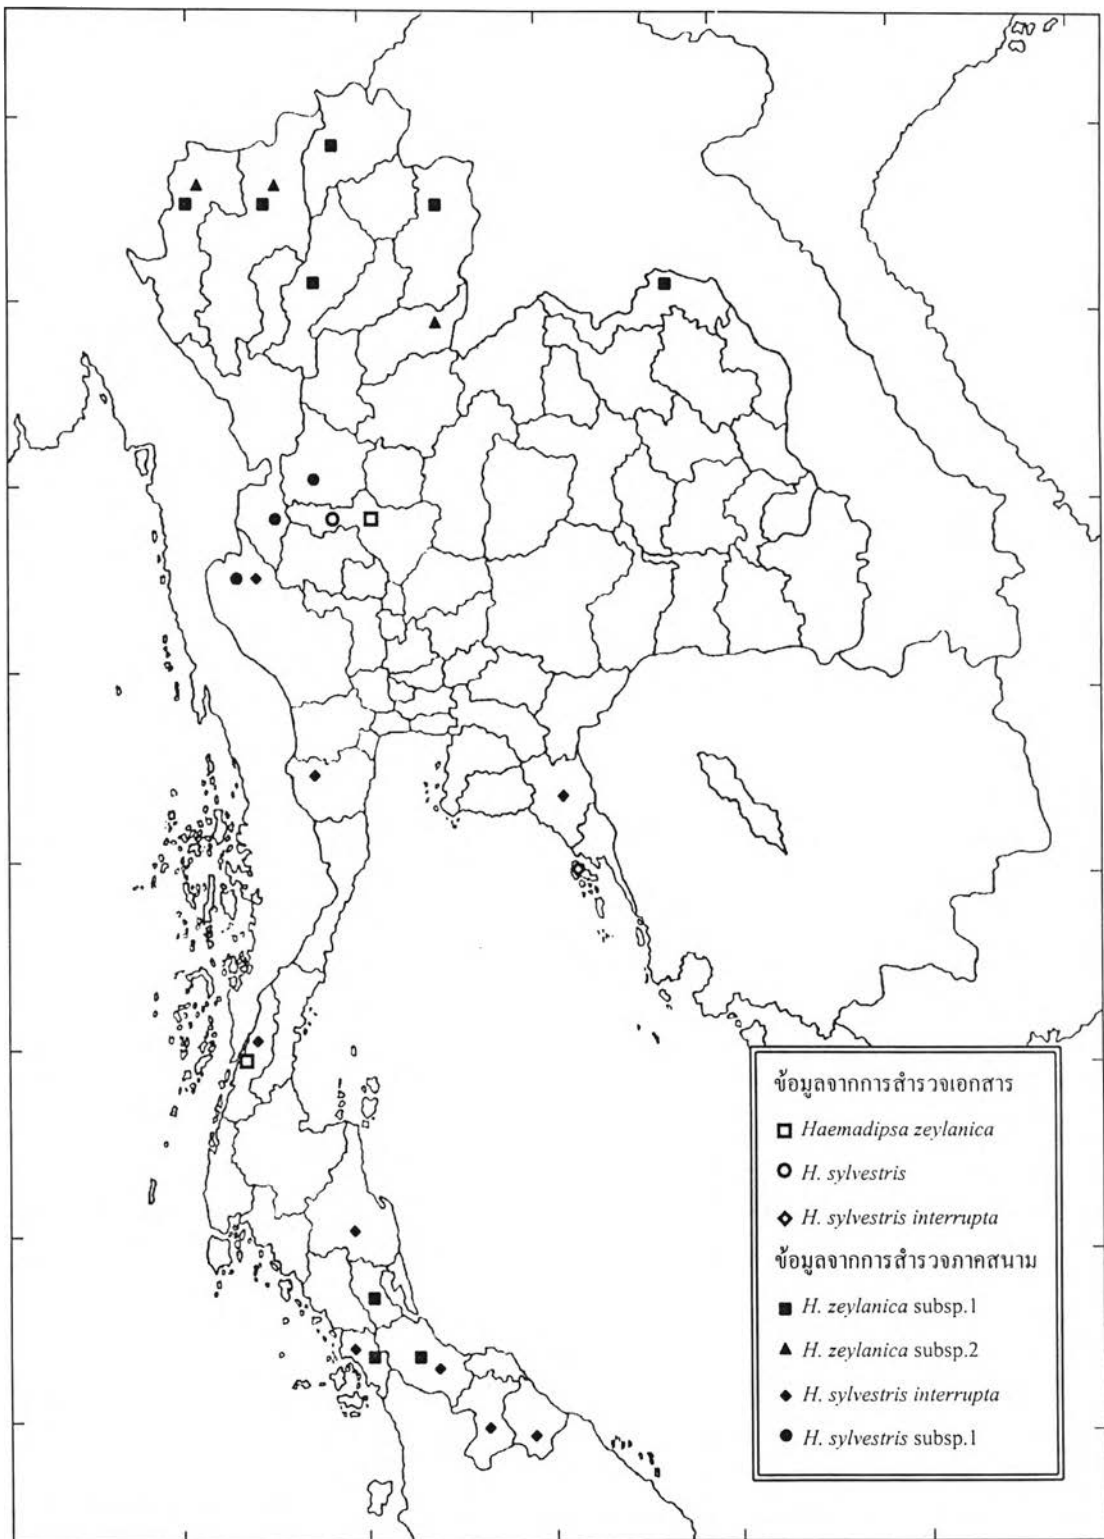 ข้อมูลจากการสำรวจเอกสาร
Haemadipsa zeylanica
H. sylvestris
H. sylvestris interrupta
ข้อมูลจากการสำรวจภาคสนาม
H. zeylanica subsp.1
H. zeylanica subsp.2
H. sylvestris interrupta
H. sylvestris subsp.1